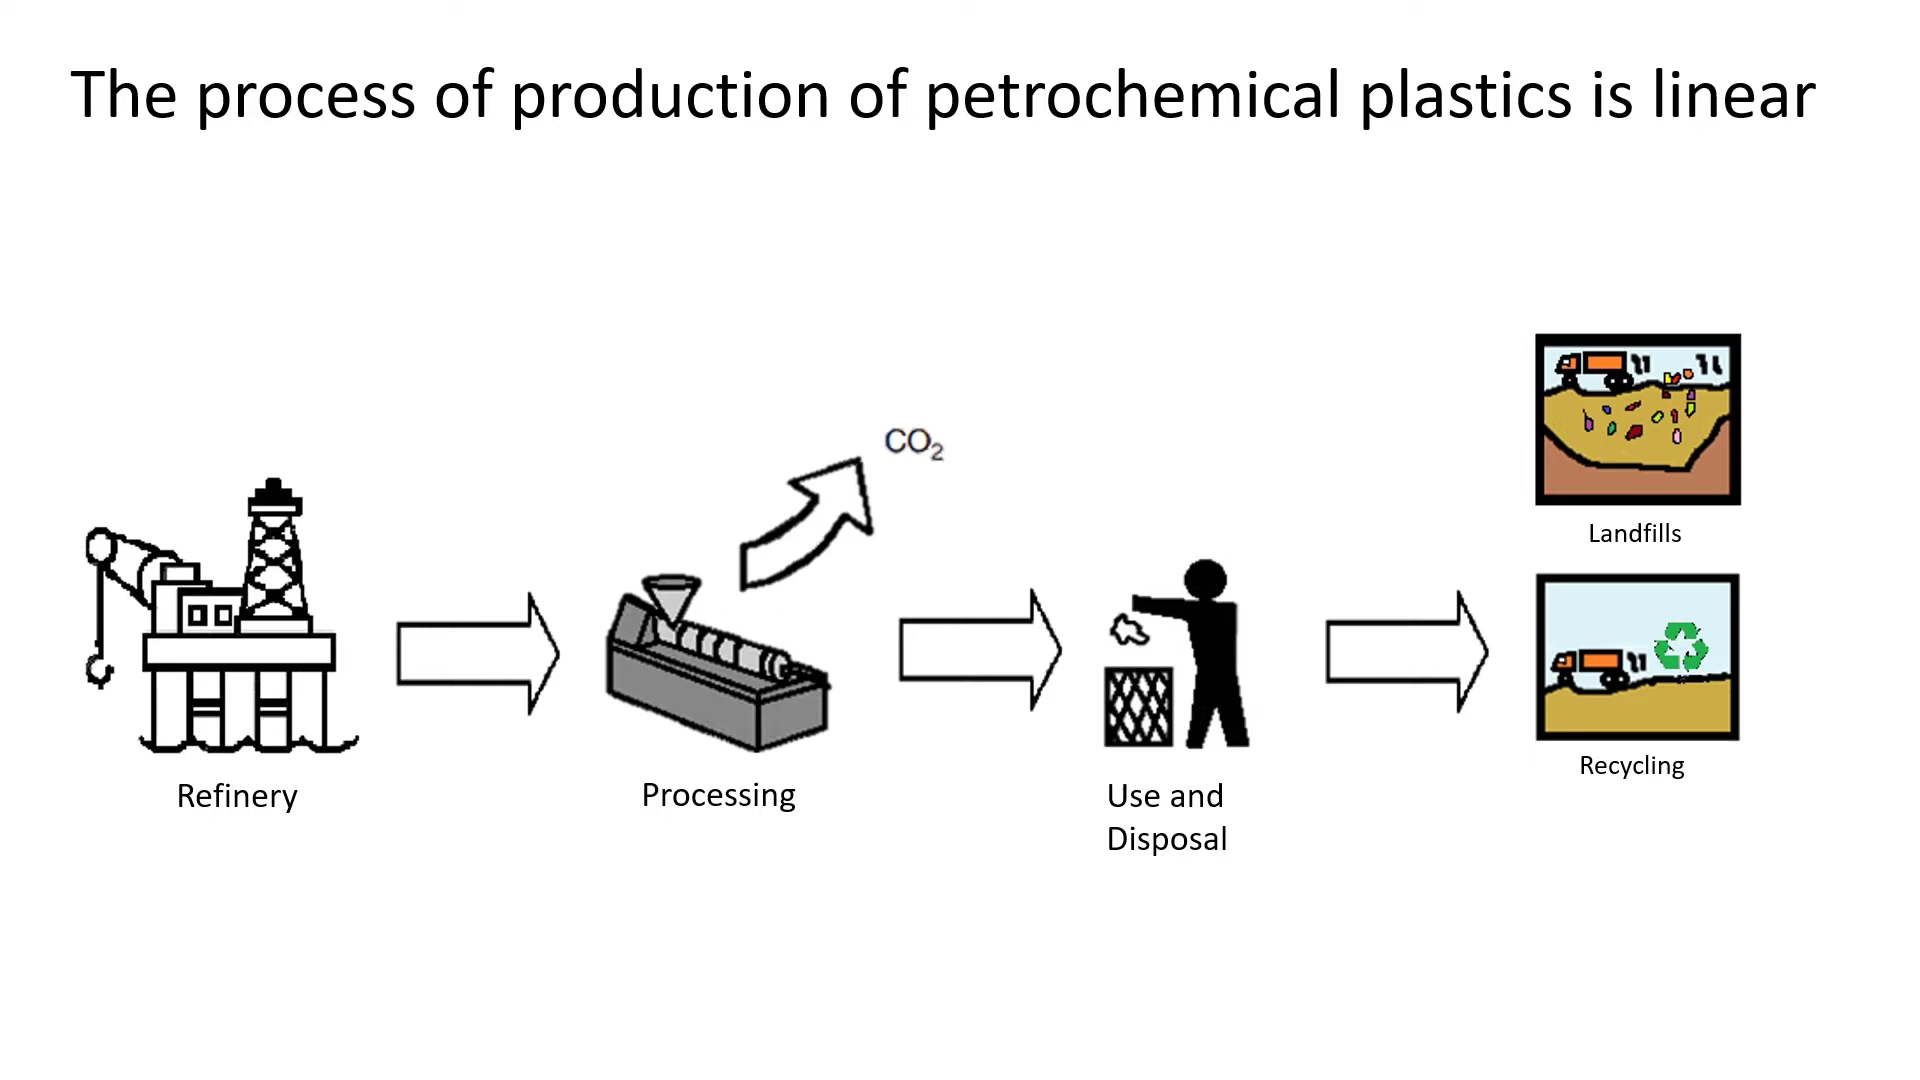 The process of production of petrochemical plastics is linear
CO₂
Landfills
Refinery
Processing
Use and
Disposal
Recycling